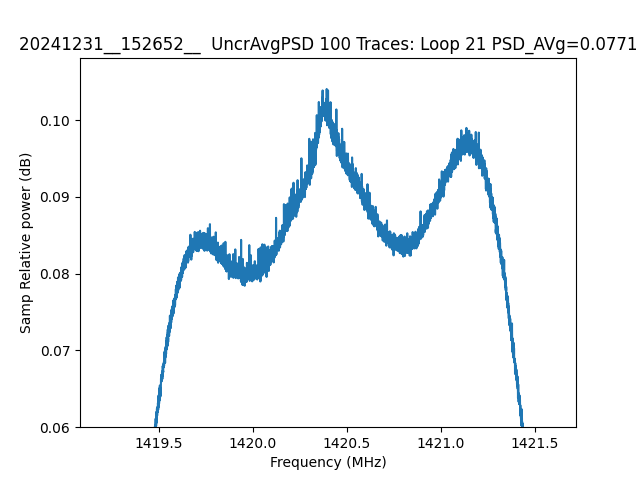 20241231__152652__ UncrAvgPSD 100 Traces: Loop 21 PSD_AVg=0.0771
0.10
0.09
0.08
0.07
0.06
Samp Relative power (dB)
1419.5 1420.0 1420.5 1421.0 1421.5
Frequency (MHz)